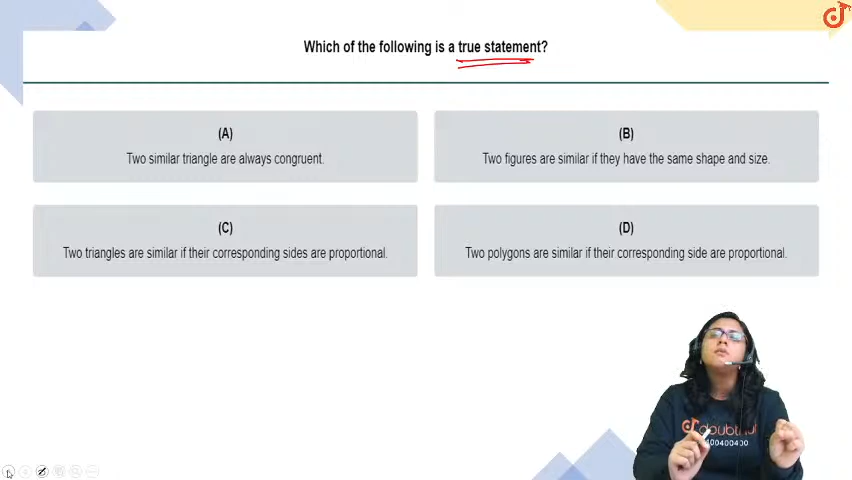 Which of the following is a true statement?
(A)
Two similar triangle are always congruent.
(B)
Two figures are similar if they have the same shape and size.
(C)
Two triangles are similar if their corresponding sides are proportional.
(D)
Two polygons are similar if their corresponding side are proportional.
doubtnut
400400400